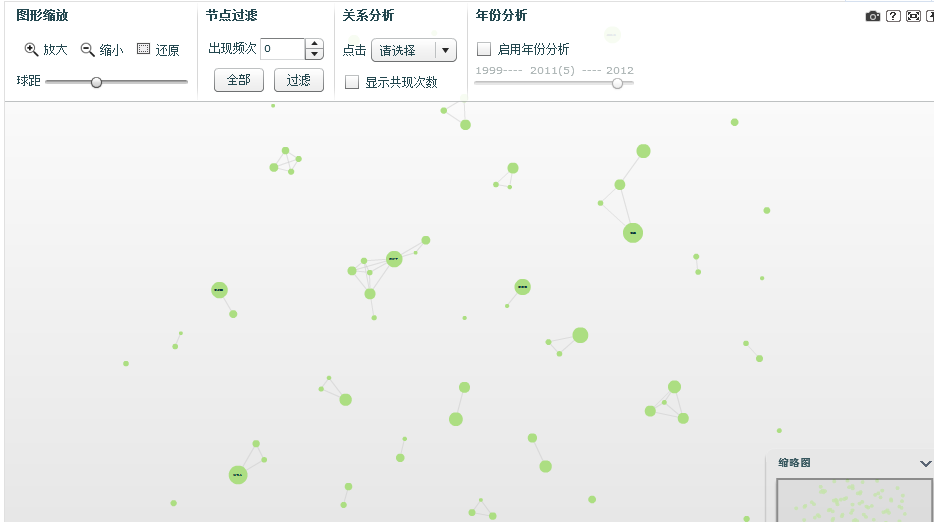 图形缩放
节点过滤
关系分析
年份分析
放大
缩小
还原
出现频次 0
点击 请选择
启用年份分析
球距
全部
过滤
显示共现次数
1999---- 2011(5) ---- 2012
缩略图